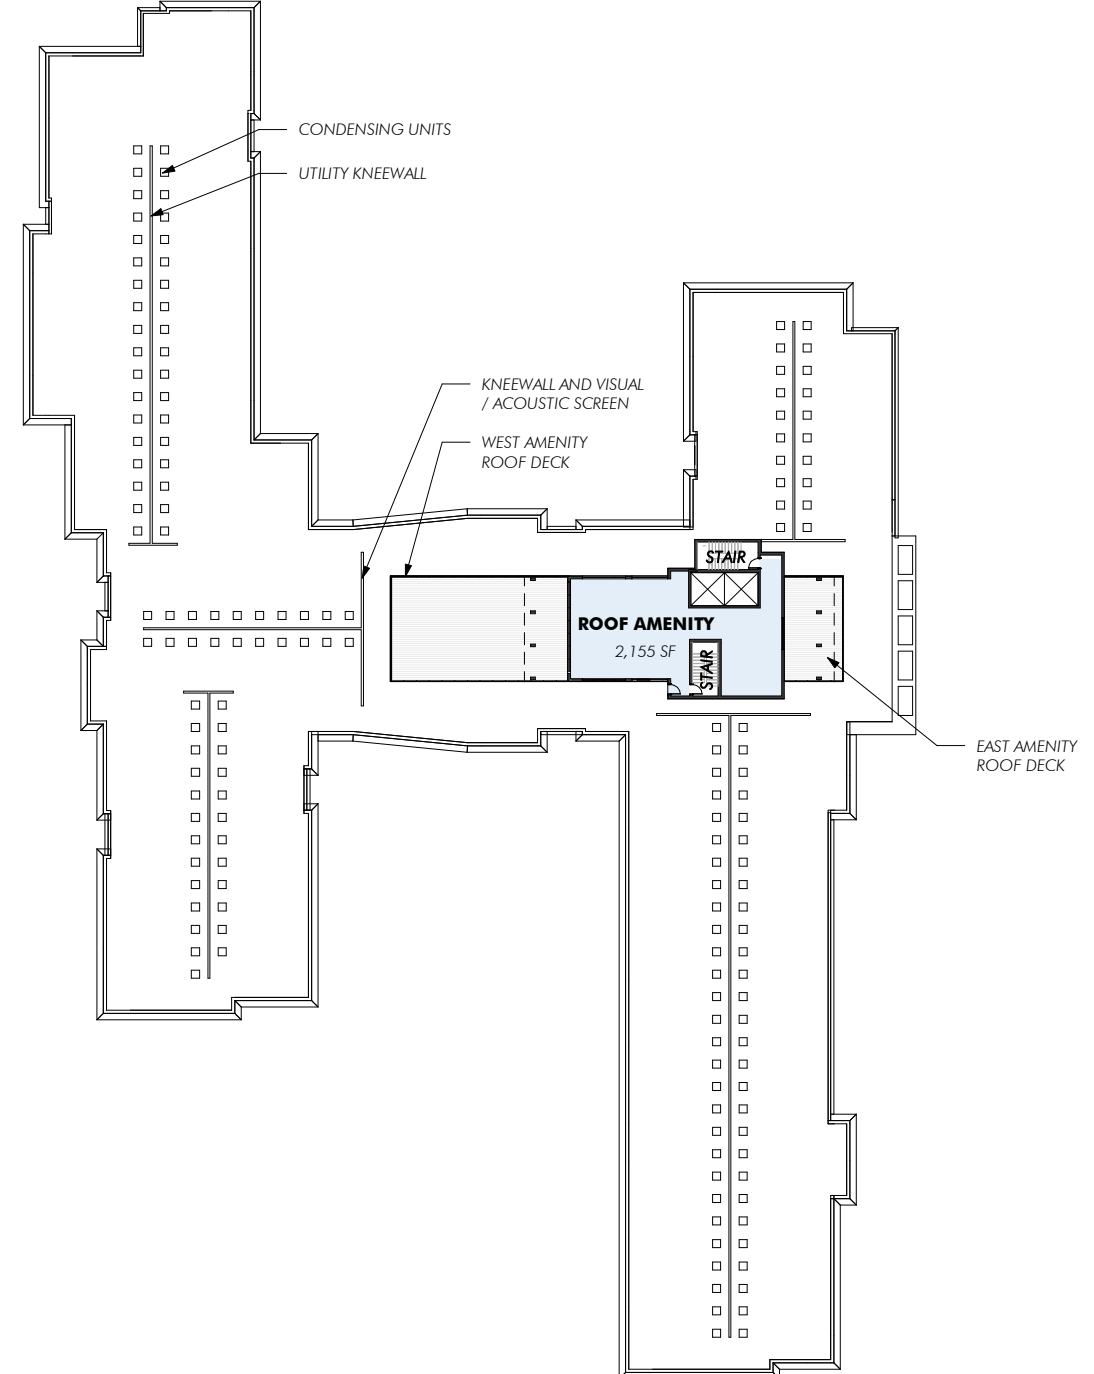 CONDENSING UNITS
UTILITY KNEEWALL
KNEEWALL AND VISUAL
/ ACOUSTIC SCREEN
WEST AMENITY
ROOF DECK
STAIR
ROOF AMENITY
2,155 SF
STAIR
EAST AMENITY
ROOF DECK